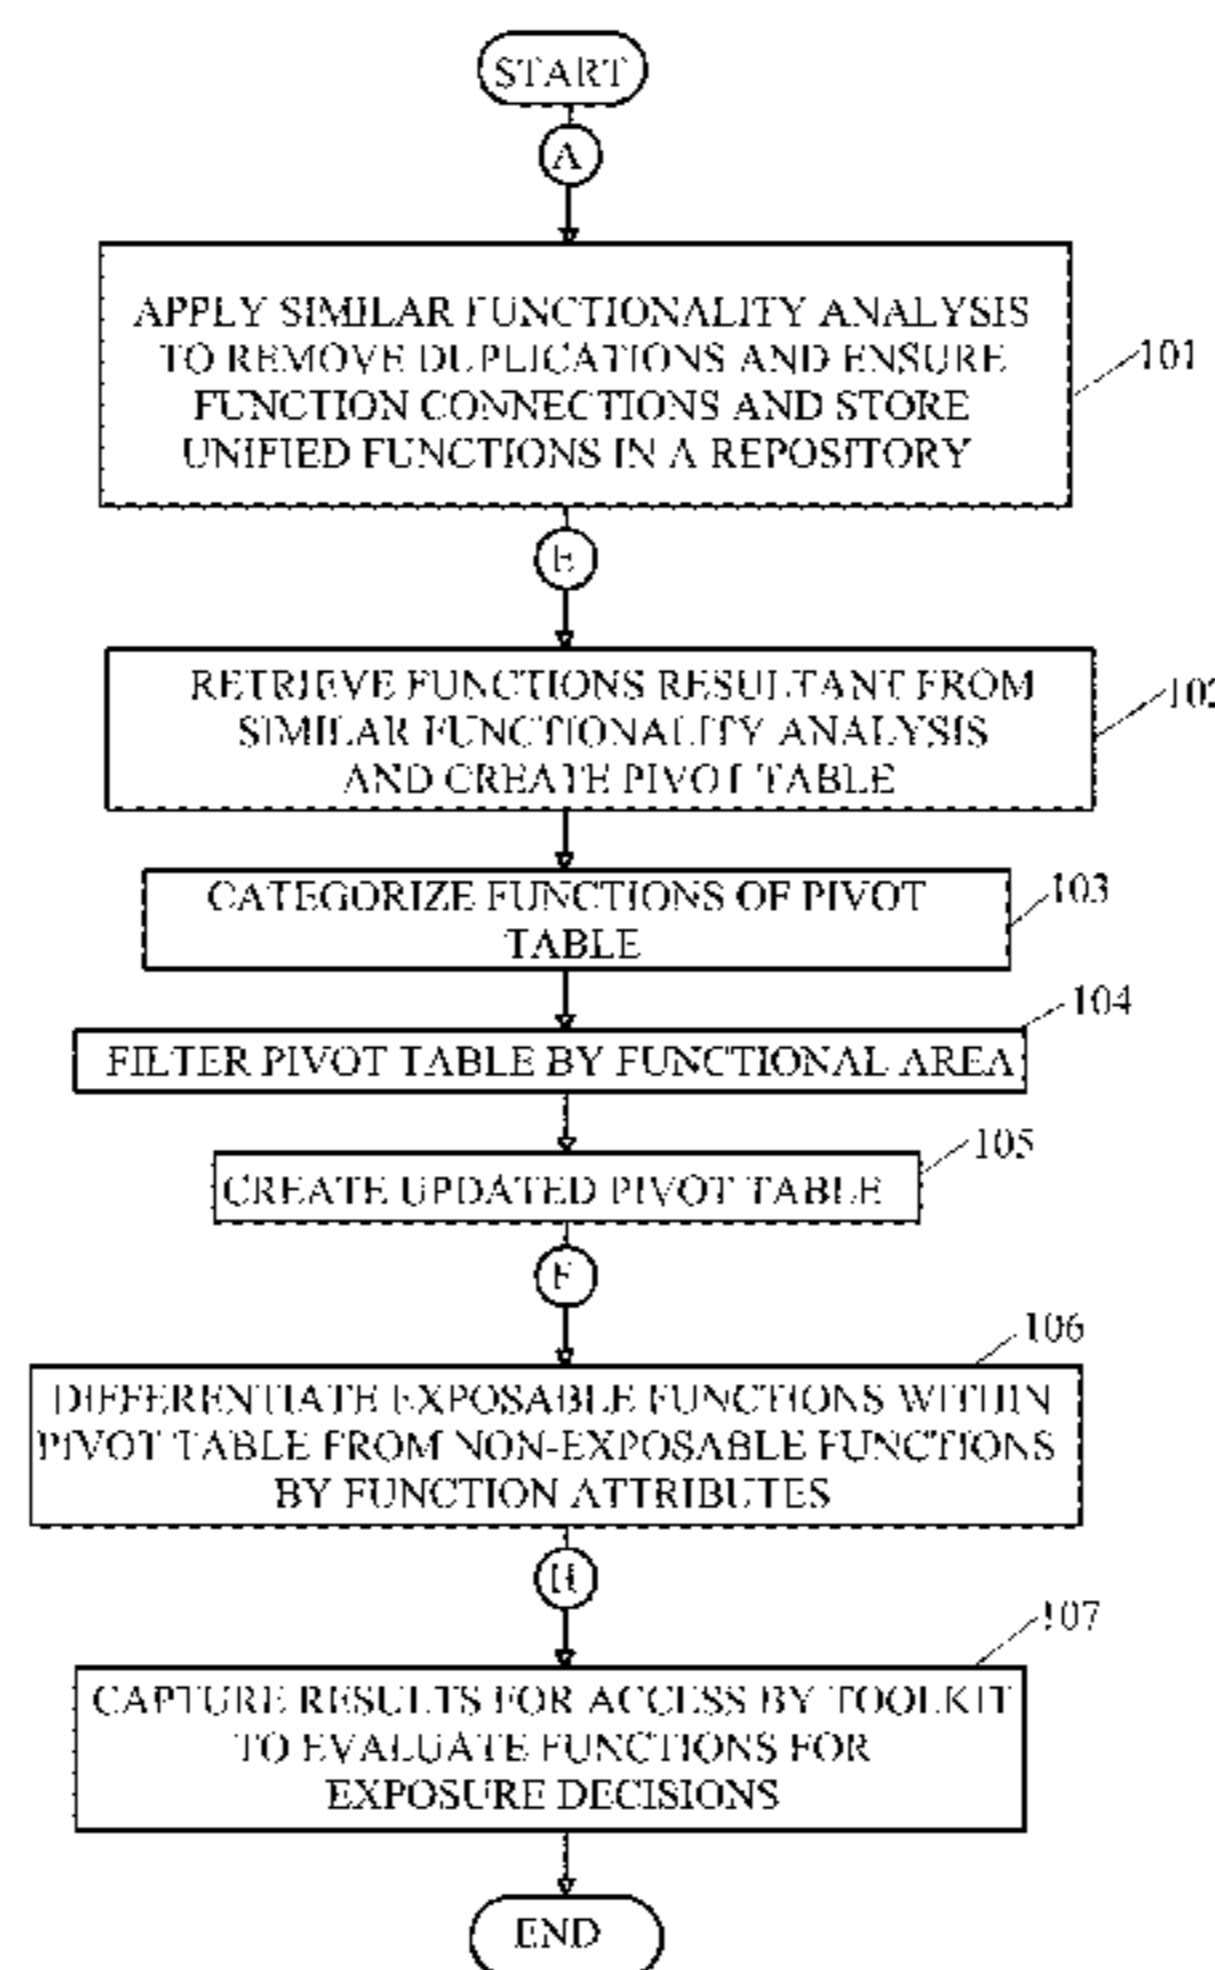 START
A
APPLY SIMILAR FUNCTIONALITY ANALYSIS
TO REMOVE DUPLICATIONS AND ENSURE
FUNCTION CONNECTIONS AND STORE
UNIFIED FUNCTIONS IN A REPOSITORY
101
E
RETRIEVE FUNCTIONS RESULTANT FROM
SIMILAR FUNCTIONALITY ANALYSIS
AND CREATE PIVOT TABLE
102
CATEGORIZE FUNCTIONS OF PIVOT
TABLE
103
104
FILTER PIVOT TABLE BY FUNCTIONAL AREA
105
CREATE UPDATED PIVOT TABLE
F
106
DIFFERENTIATE EXPOSABLE FUNCTIONS WITHIN
PIVOT TABLE FROM NON-EXPOSABLE FUNCTIONS
BY FUNCTION ATTRIBUTES
H
107
CAPTURE RESULTS FOR ACCESS BY TOOLKIT
TO EVALUATE FUNCTIONS FOR
EXPOSURE DECISIONS
END